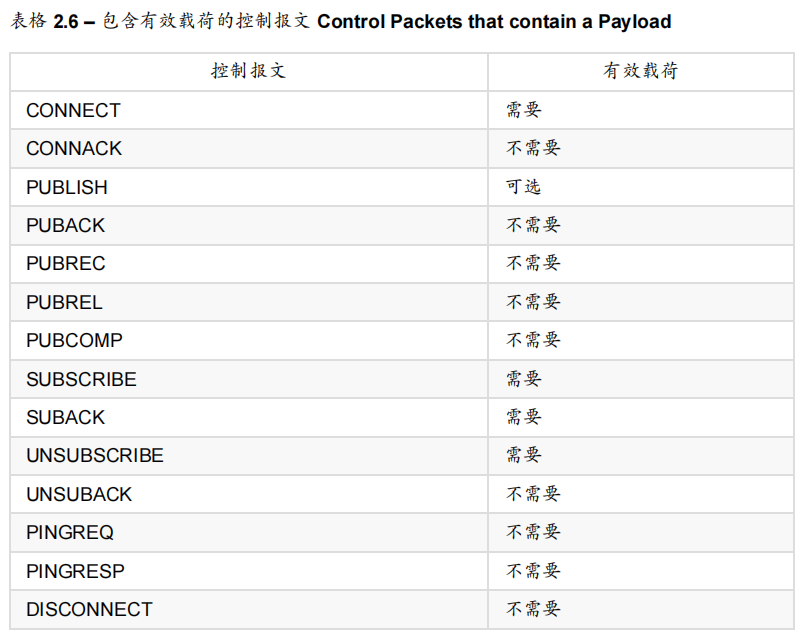 表格 2.6 – 包含有效载荷的控制报文 Control Packets that contain a Payload
控制报文 有效载荷
CONNECT 需要
CONNACK 不需要
PUBLISH 可选
PUBACK 不需要
PUBREC 不需要
PUBREL 不需要
PUBCOMP 不需要
SUBSCRIBE 需要
SUBACK 需要
UNSUBSCRIBE 需要
UNSUBACK 不需要
PINGREQ 不需要
PINGRESP 不需要
DISCONNECT 不需要